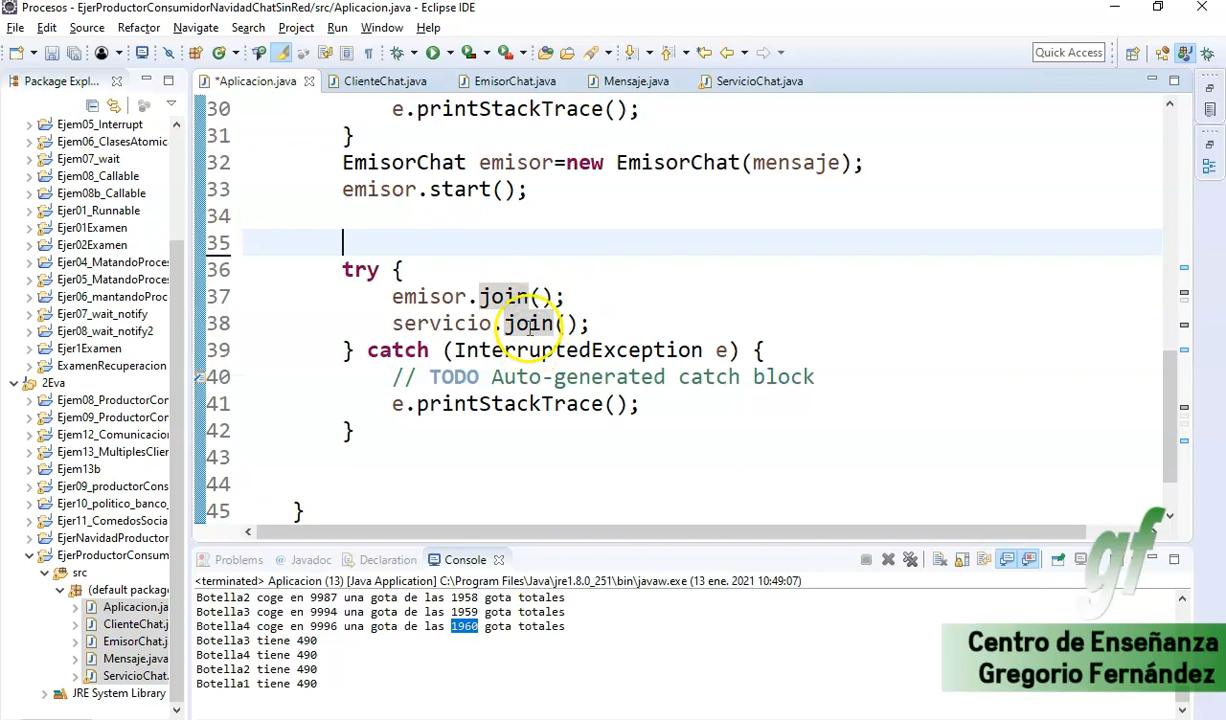 Procesos - EjerProductorConsumidorNavidadChatSinRed/src/Aplicacion.java - Eclipse IDE
File Edit Source Refactor Navigate Search Project Run Window Help
Quick Access
Package Expl...
*Aplicacion.java ClienteChat.java EmisorChat.java Mensaje.java ServicioChat.java
Ejem05_Interrupt
Ejem06_ClasesAtomic
Ejem07_wait
Ejem08_Callable
Ejem08b_Callable
Ejer01_Runnable
Ejer01Examen
Ejer02Examen
Ejer04_MatandoProce
Ejer05_MatandoProces
Ejer06_mantandoProc
Ejer07_wait_notify
Ejer08_wait_notify2
Ejer1Examen
ExamenRecuperacion
2Eva
Ejem08_ProductorCon
Ejem09_ProductorCon
Ejem12_Comunicacion
Ejem13_MultiplesClien
Ejem13b
Ejer09_productorCon
Ejer10_politico_banco_
Ejer11_ComedosSocia
EjerNavidadProductor
EjerProductorConsum
src
(default package)
Aplicacion.ja
ClienteChat.j
EmisorChat.j
Mensaje.java
ServicioChat.
JRE System Library
30 e.printStackTrace();
31 }
32 EmisorChat emisor=new EmisorChat(mensaje);
33 emisor.start();
34
35
36 try {
37 emisor.join();
38 servicio.join();
39 } catch (InterruptedException e) {
40 // TODO Auto-generated catch block
41 e.printStackTrace();
42 }
43
44
45 }
Problems Javadoc Declaration Console
<terminated> Aplicacion (13) [Java Application] C:\Program Files\Java\jre1.8.0_251\bin\javaw.exe (13 ene. 2021 10:49:07)
Botella2 coge en 9987 una gota de las 1958 gota totales
Botella3 coge en 9994 una gota de las 1959 gota totales
Botella4 coge en 9996 una gota de las 1960 gota totales
Botella3 tiene 490
Botella4 tiene 490
Botella2 tiene 490
Botella1 tiene 490
gf
Centro de Enseñanza
Gregorio Fernández